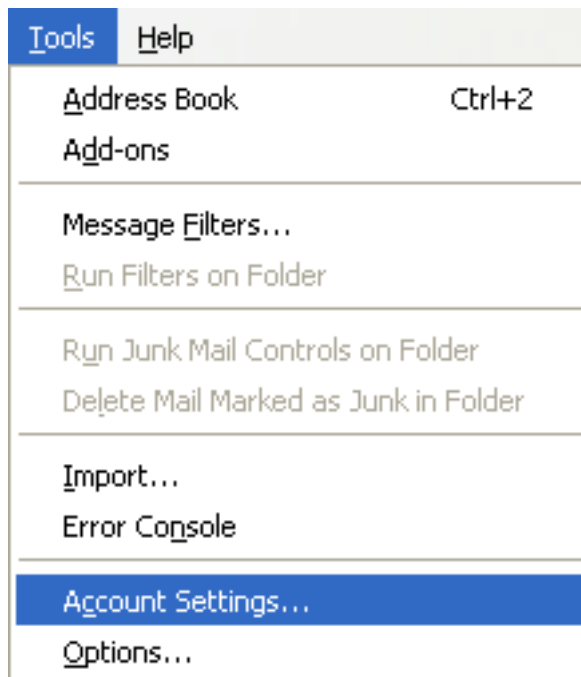 Tools Help
Address Book Ctrl+2
Add-ons
Message Filters...
Run Filters on Folder
Run Junk Mail Controls on Folder
Delete Mail Marked as Junk in Folder
Import...
Error Console
Account Settings...
Options...